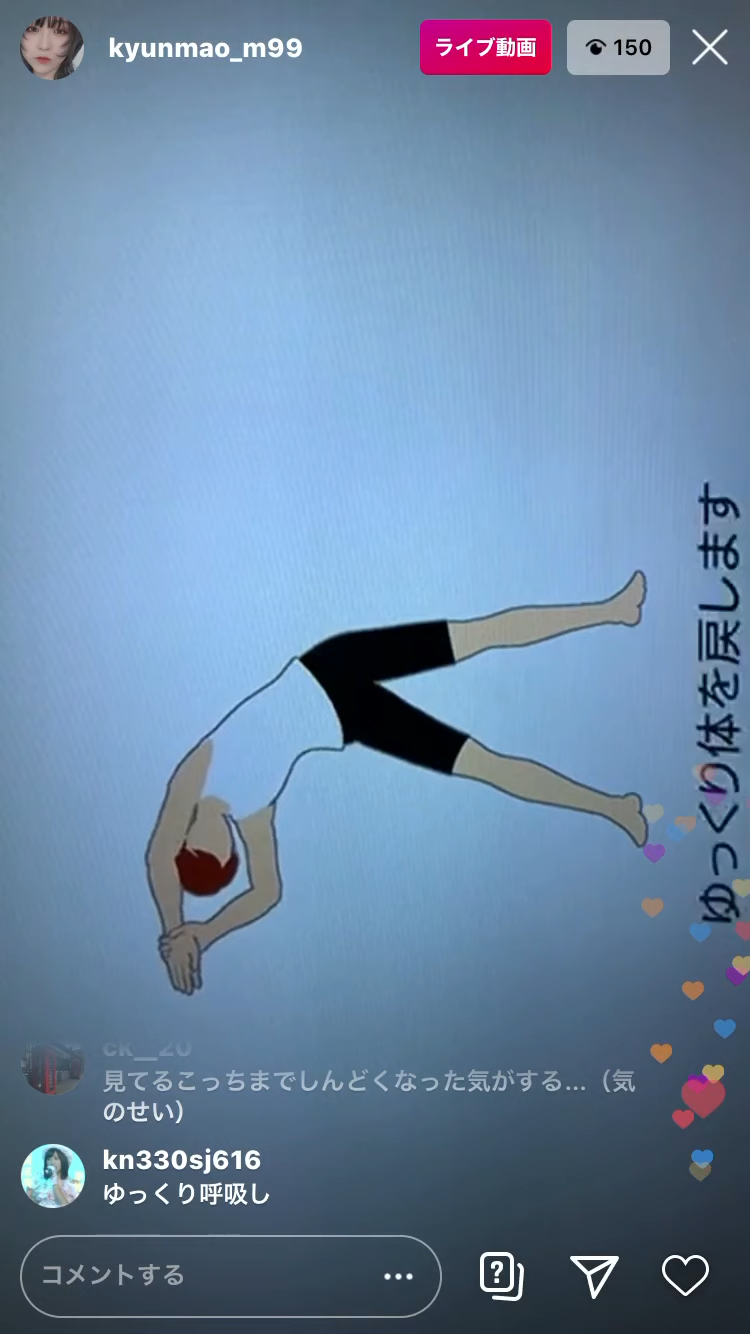 kyunmao_m99
ライブ動画
150
ゆっくり体を戻します
ck__20
見てるこっちまでしんどくなった気がする...（気
のせい）
kn330sj616
ゆっくり呼吸し
コメントする